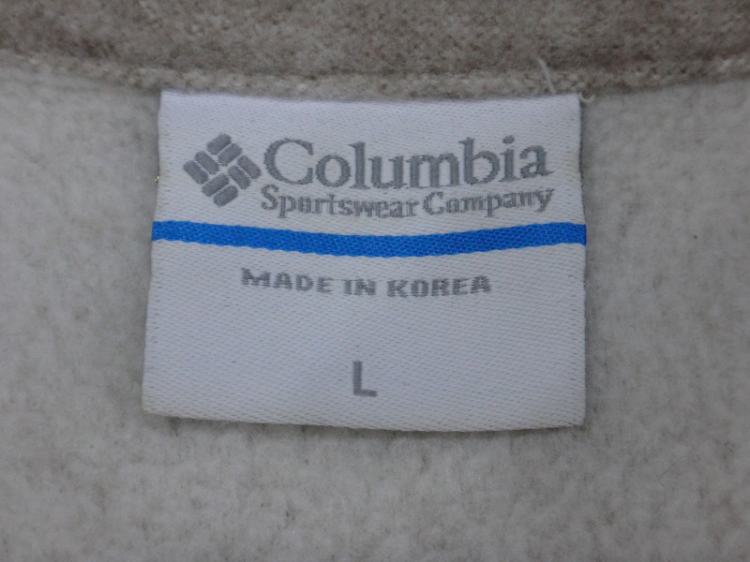 Columbia
Sportswear Company
MADE IN KOREA
L